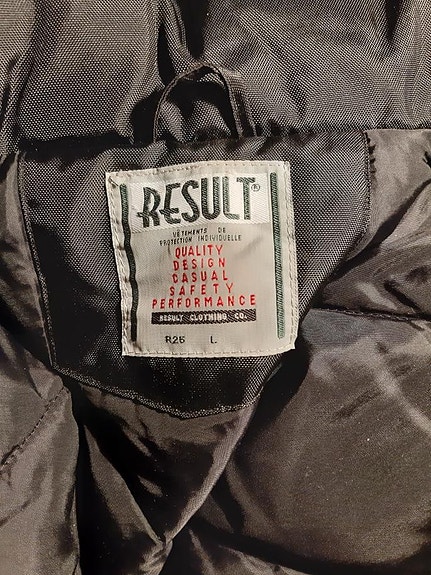 RESULT®
VÊTEMENTS DE
PROTECTION INDIVIDUELLE
QUALITY
DESIGN
CASUAL
SAFETY
PERFORMANCE
RESULT CLOTHING CO.
R25 L